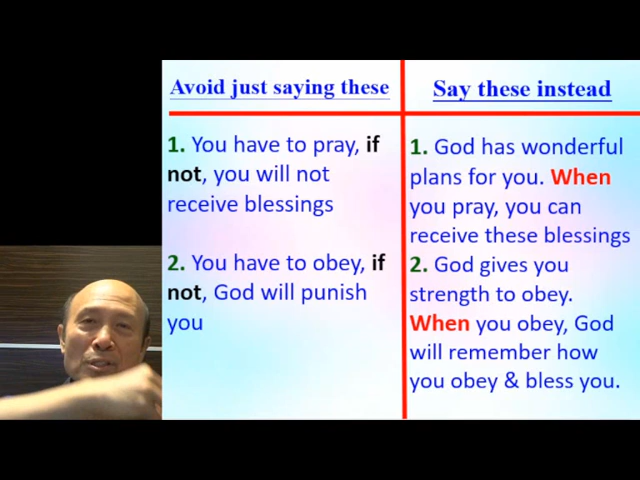 Avoid just saying these
1. You have to pray, if
not, you will not
receive blessings
2. You have to obey, if
not, God will punish
you
Say these instead
1. God has wonderful
plans for you. When
you pray, you can
receive these blessings
2. God gives you
strength to obey.
When you obey, God
will remember how
you obey & bless you.